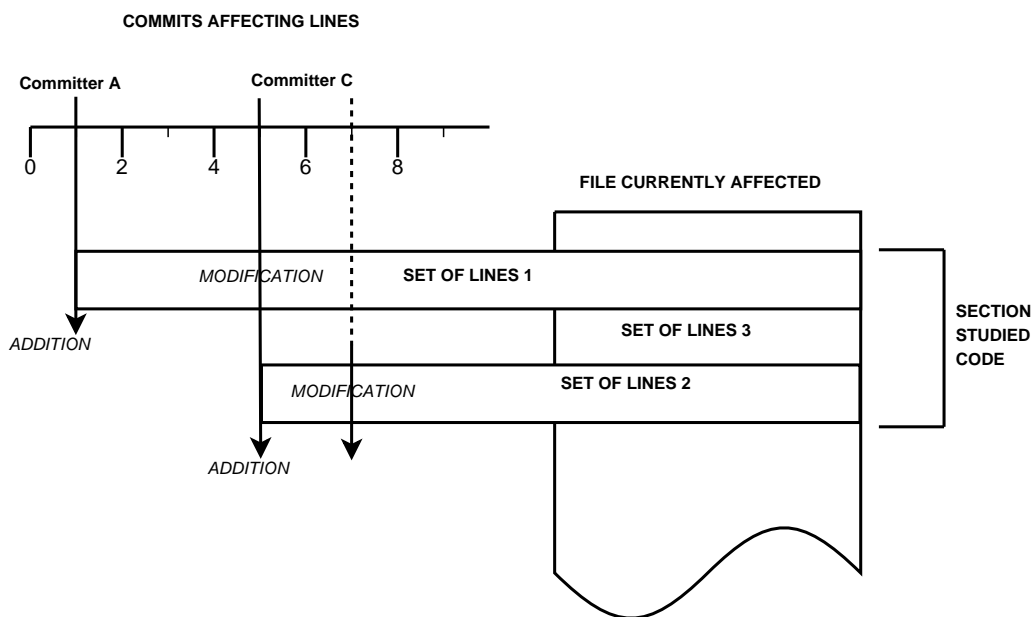 COMMITS AFFECTING LINES
Committer A
Committer C
0 2 4 6 8
FILE CURRENTLY AFFECTED
MODIFICATION
SET OF LINES 1
ADDITION
SET OF LINES 3
SECTION
STUDIED
CODE
MODIFICATION
SET OF LINES 2
ADDITION